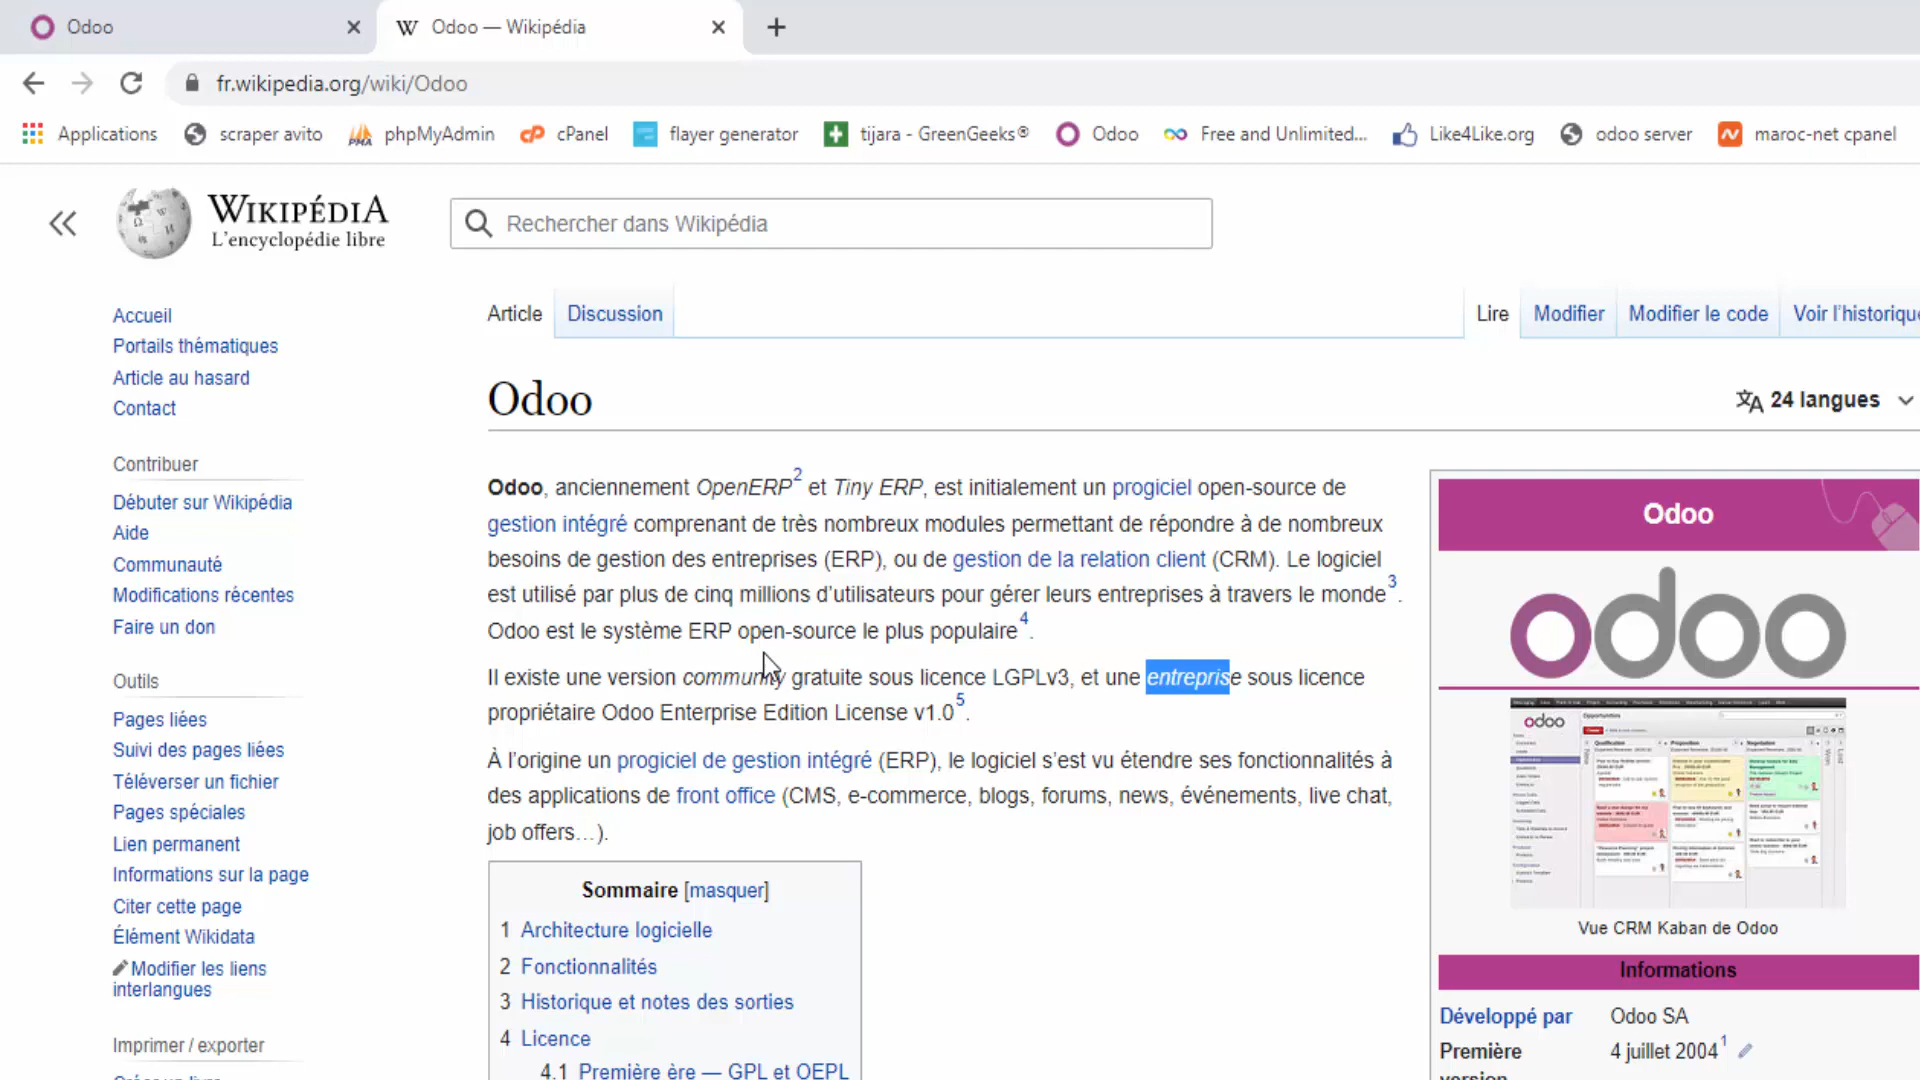 Odoo
Odoo — Wikipédia
fr.wikipedia.org/wiki/Odoo
Applications
scraper avito
phpMyAdmin
cPanel
flayer generator
tijara - GreenGeeks®
Odoo
Free and Unlimited...
Like4Like.org
odoo server
maroc-net cpanel
WIKIPÉDIA
L'encyclopédie libre
Rechercher dans Wikipédia
Accueil
Portails thématiques
Article au hasard
Contact
Contribuer
Débuter sur Wikipédia
Aide
Communauté
Modifications récentes
Faire un don
Outils
Pages liées
Suivi des pages liées
Téléverser un fichier
Pages spéciales
Lien permanent
Informations sur la page
Citer cette page
Élément Wikidata
Modifier les liens
interlangues
Imprimer / exporter
Article
Discussion
Lire
Modifier
Modifier le code
Voir l'historique
Odoo
24 langues
Odoo, anciennement OpenERP2 et Tiny ERP, est initialement un progiciel open-source de
gestion intégré comprenant de très nombreux modules permettant de répondre à de nombreux
besoins de gestion des entreprises (ERP), ou de gestion de la relation client (CRM). Le logiciel
est utilisé par plus de cinq millions d'utilisateurs pour gérer leurs entreprises à travers le monde3.
Odoo est le système ERP open-source le plus populaire4.
Il existe une version community gratuite sous licence LGPLv3, et une entreprise sous licence
propriétaire Odoo Enterprise Edition License v1.05.
À l'origine un progiciel de gestion intégré (ERP), le logiciel s'est vu étendre ses fonctionnalités à
des applications de front office (CMS, e-commerce, blogs, forums, news, événements, live chat,
job offers…).
Sommaire [masquer]
1 Architecture logicielle
2 Fonctionnalités
3 Historique et notes des sorties
4 Licence
4.1 Première ère — GPL et OEPL
Odoo
odoo
odoo
Opportunities
Qualification
Negotiation
Vue CRM Kaban de Odoo
Informations
Développé par
Odoo SA
Première
version
4 juillet 20041